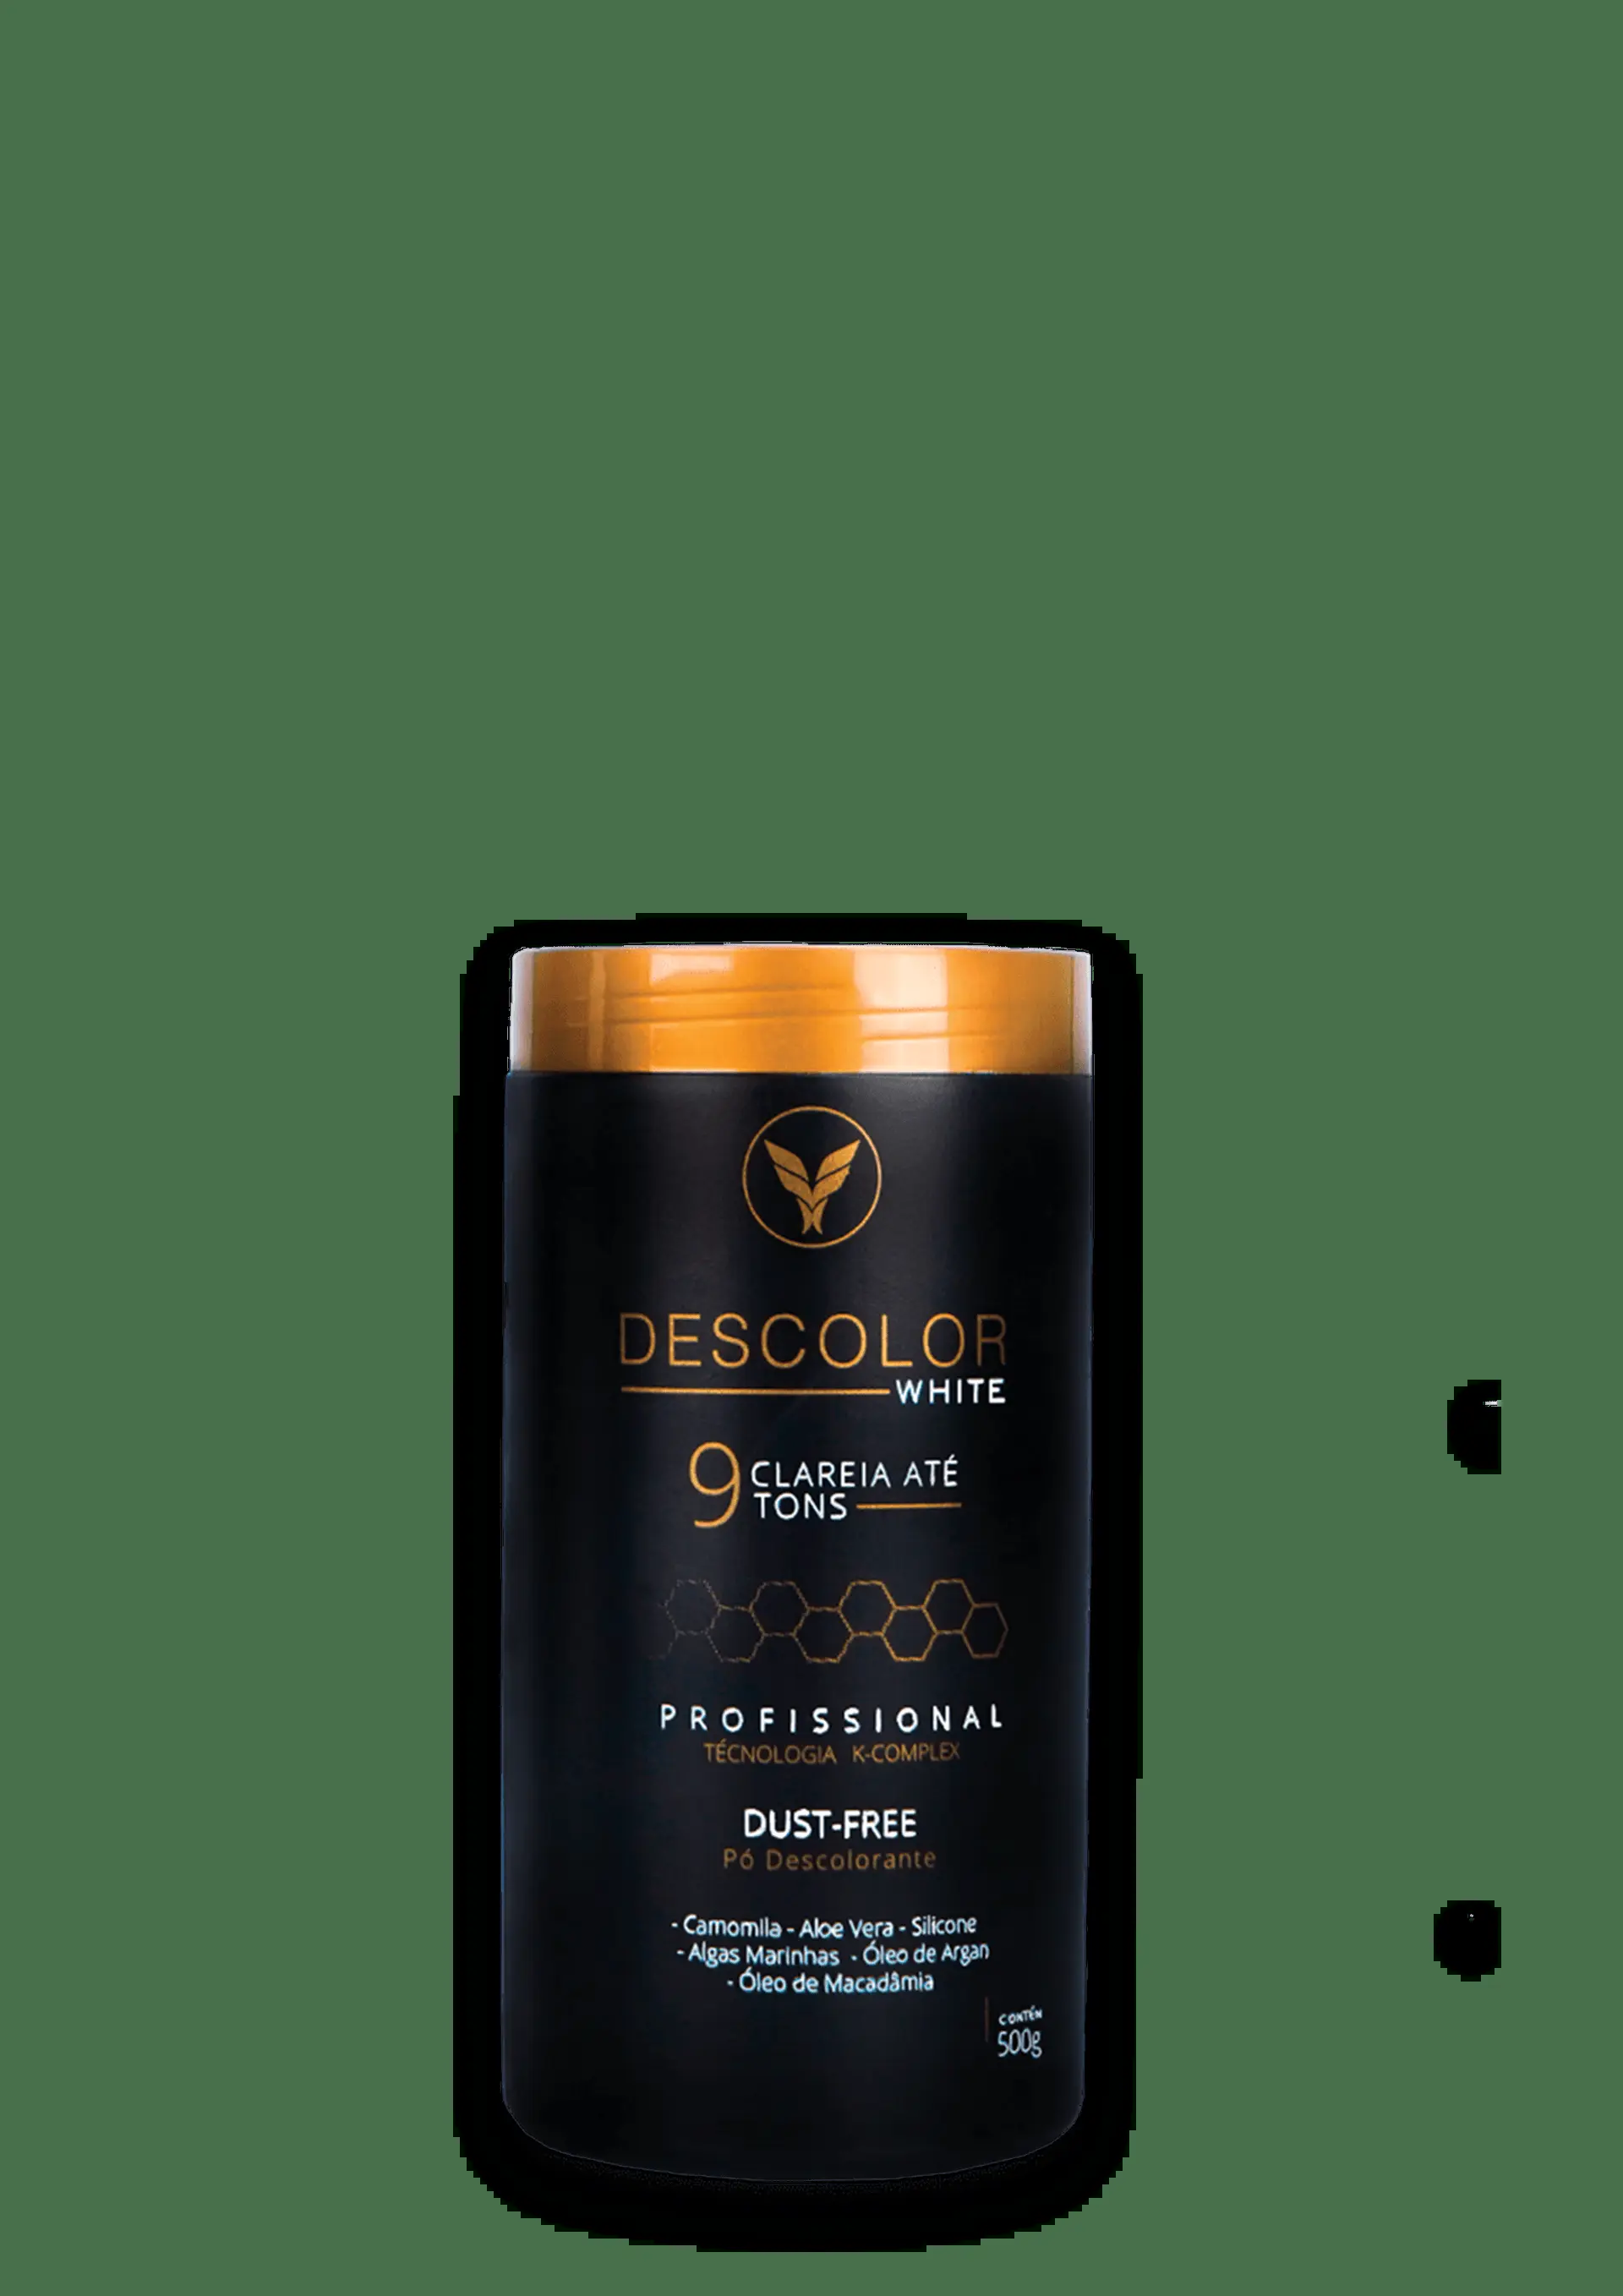 DESCOLOR
WHITE
9 CLAREIA ATÉ
TONS
PROFISSIONAL
TÉCNOLOGIA K-COMPLEX
DUST-FREE
Pó Descolorante
- Camomila - Aloe Vera - Silicone
- Algas Marinhas - Óleo de Argan
- Óleo de Macadâmia
CONTÉN
500g